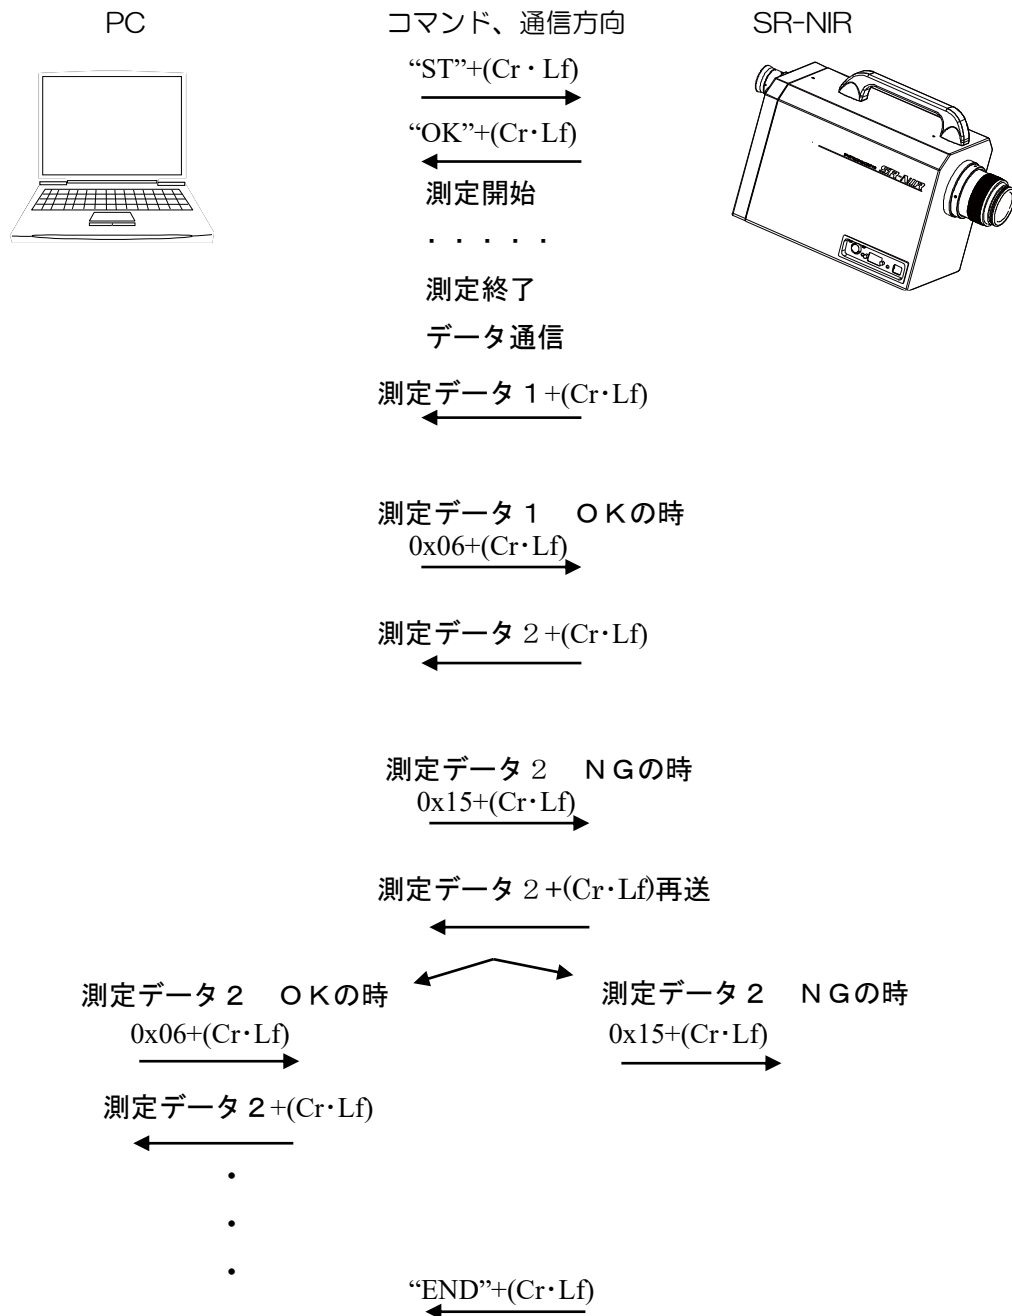 PC コマンド、通信方向 SR-NIR
“ST”+(Cr・Lf)
“OK”+(Cr・Lf)
SR-NIR
測定開始
・・・・・
測定終了
データ通信
測定データ１+(Cr・Lf)
測定データ１　ＯＫの時
0x06+(Cr・Lf)
測定データ２+(Cr・Lf)
測定データ２　ＮＧの時
0x15+(Cr・Lf)
測定データ２+(Cr・Lf)再送
測定データ２　ＯＫの時 測定データ２　ＮＧの時
0x06+(Cr・Lf) 0x15+(Cr・Lf)
測定データ２+(Cr・Lf)
・
・
・
“END”+(Cr・Lf)